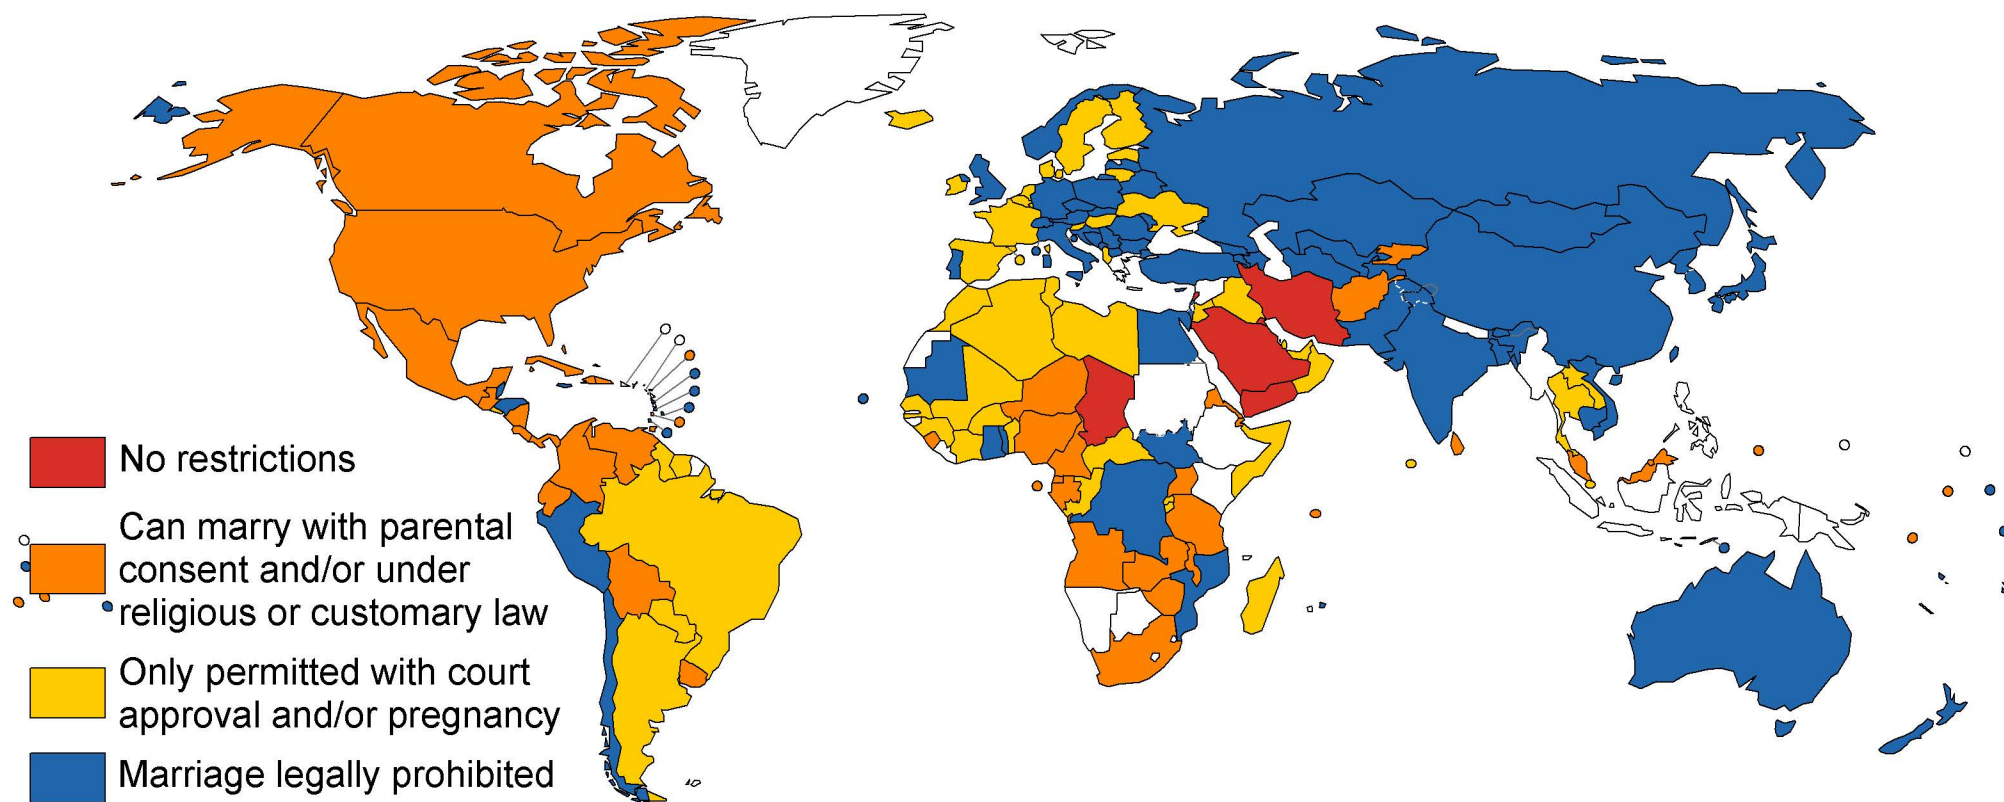 No restrictions
Can marry with parental
consent and/or under
religious or customary law
Only permitted with court
approval and/or pregnancy
Marriage legally prohibited